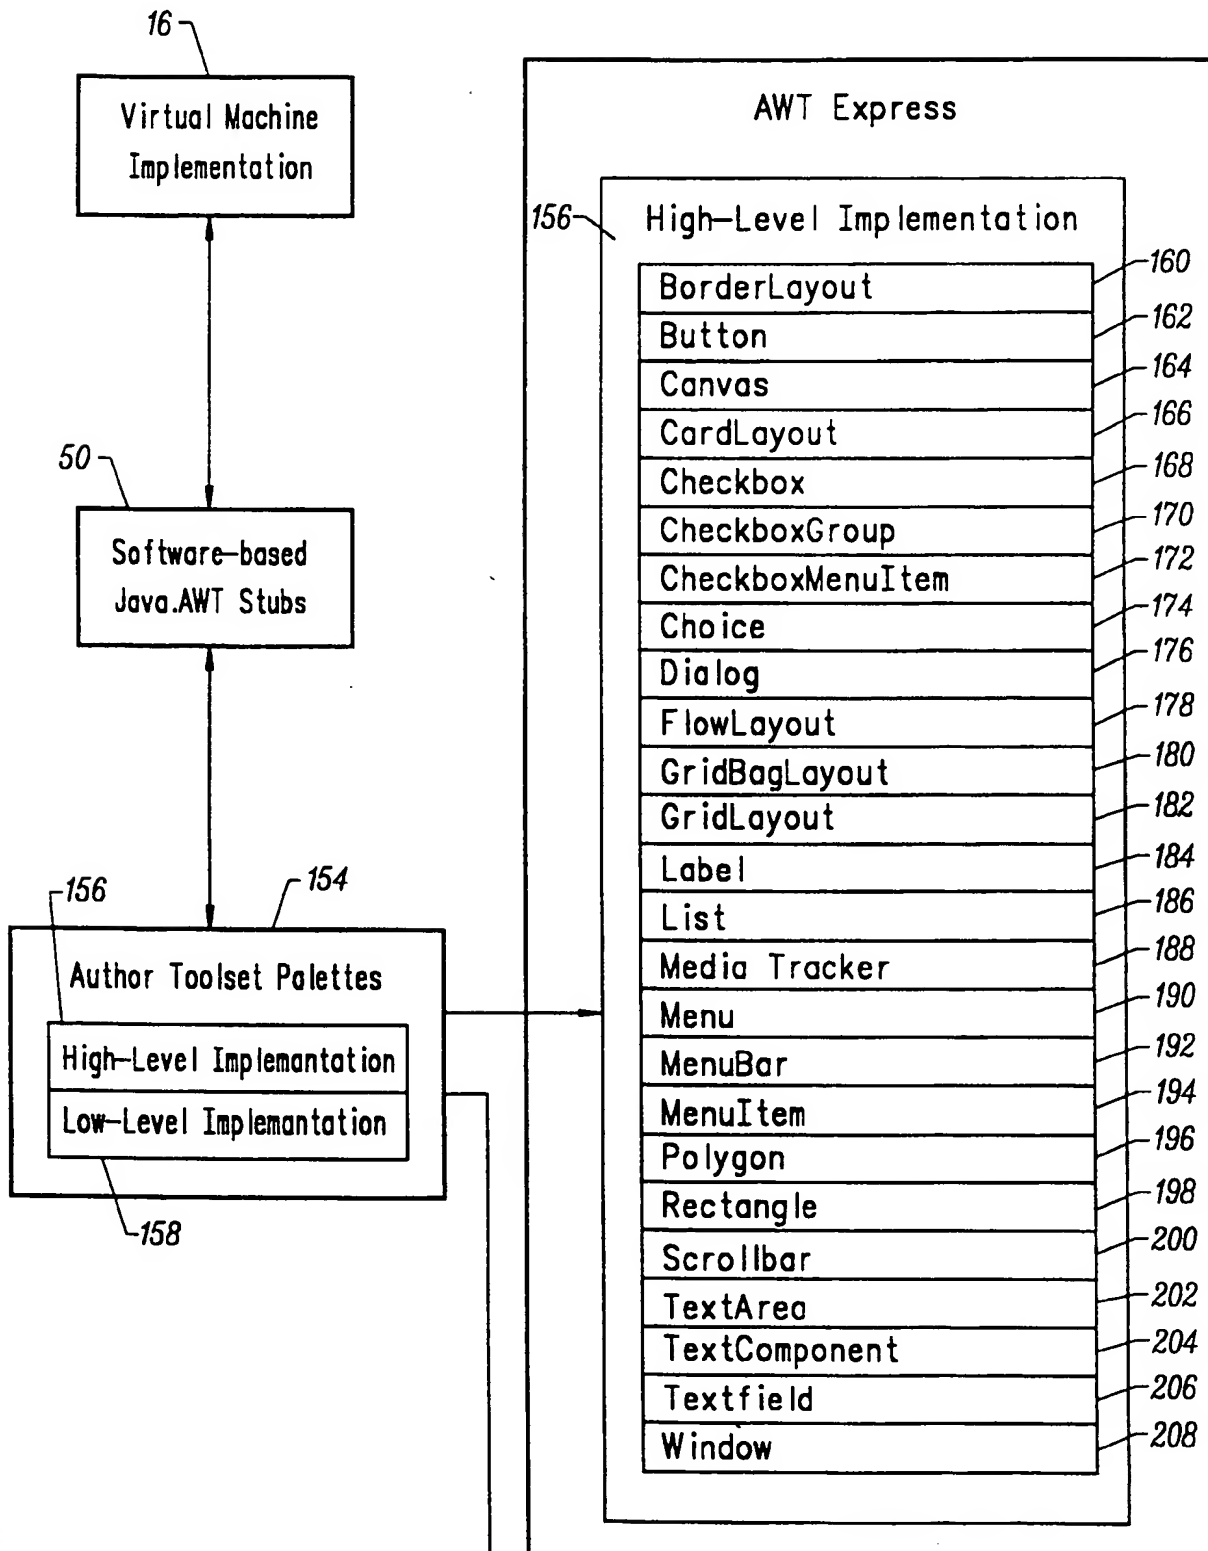 16
Virtual Machine
Implementation
50
Software-based
Java.AWT Stubs
154
156
Author Toolset Palettes
High-Level Implemantation
Low-Level Implemantation
158
AWT Express
156
High-Level Implementation
BorderLayout 160
Button 162
Canvas 164
CardLayout 166
Checkbox 168
CheckboxGroup 170
CheckboxMenuItem 172
Choice 174
Dialog 176
FlowLayout 178
GridBagLayout 180
GridLayout 182
Label 184
List 186
Media Tracker 188
Menu 190
MenuBar 192
MenuItem 194
Polygon 196
Rectangle 198
Scrollbar 200
TextArea 202
TextComponent 204
Textfield 206
Window 208